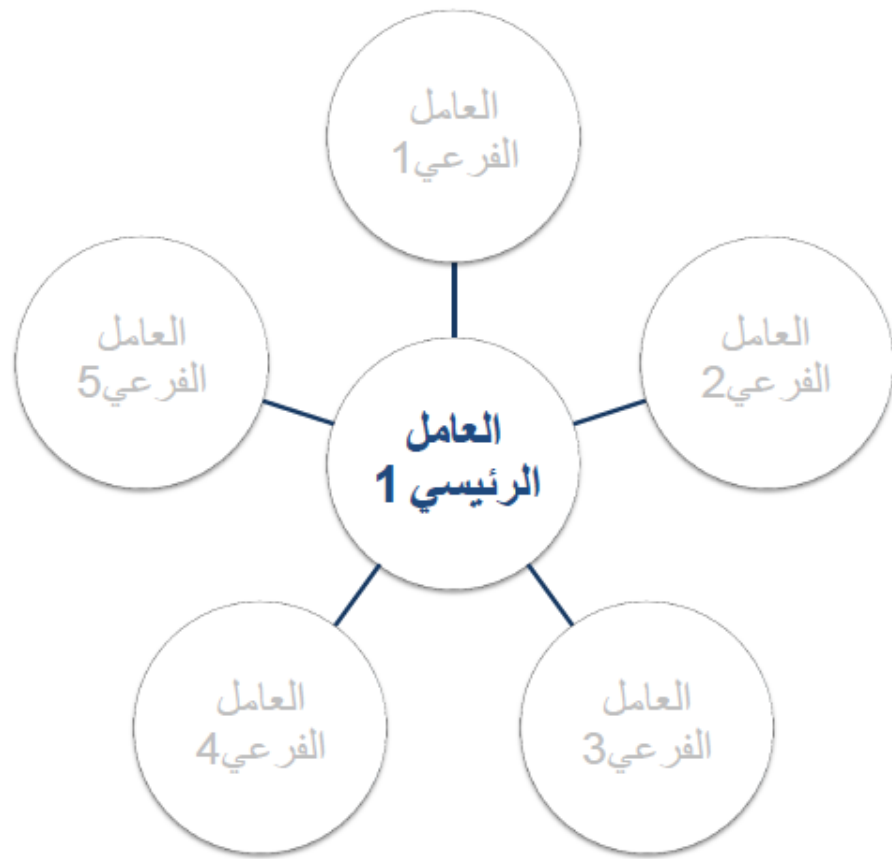 العامل
الفرعي1
العامل
الفرعي2
العامل
الفرعي3
العامل
الفرعي4
العامل
الفرعي5
العامل
الرئيسي 1